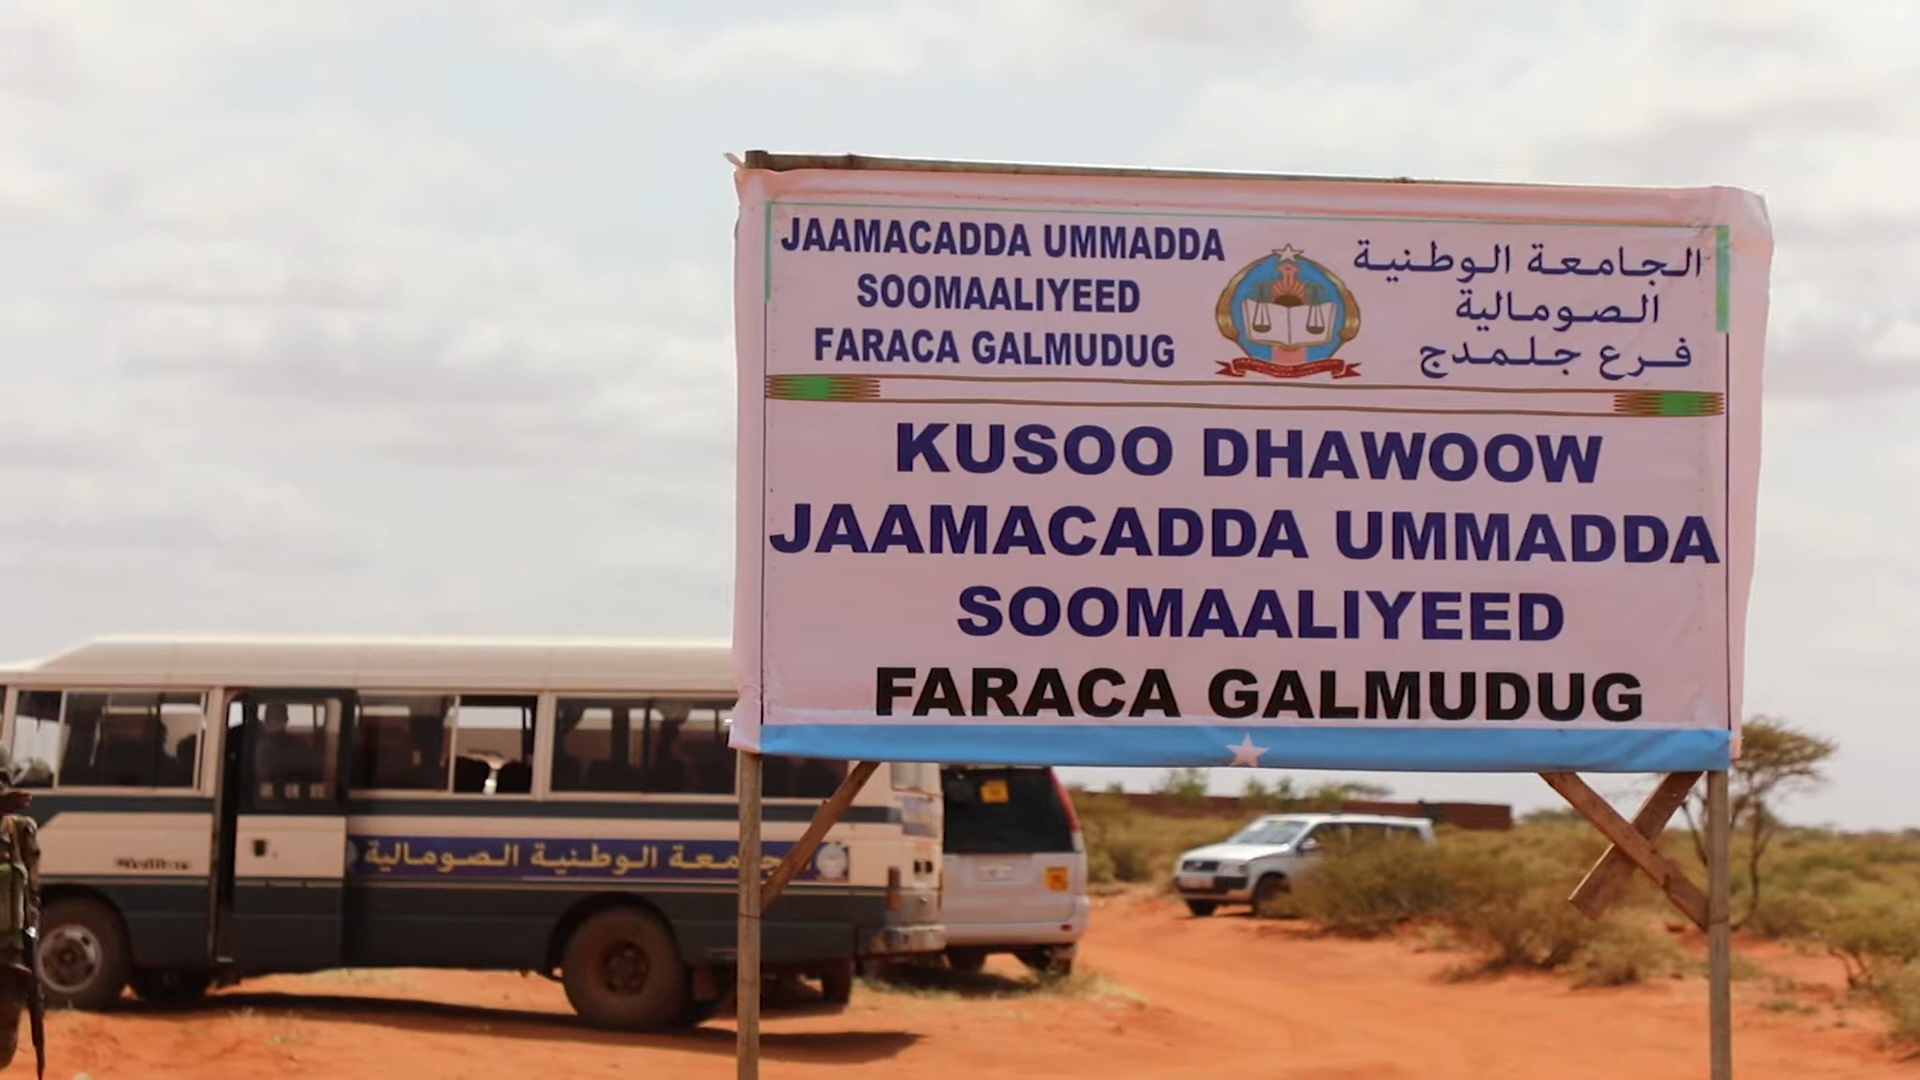 JAAMACADDA UMMADDA
SOOMAALIYEED
FARACA GALMUDUG
الجامعة الوطنية
الصومالية
فرع جلمدج
KUSOO DHAWOOW
JAAMACADDA UMMADDA
SOOMAALIYEED
FARACA GALMUDUG
الوطنية الصومالية